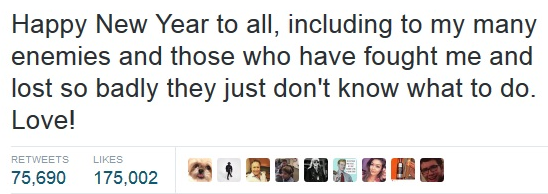 Happy New Year to all, including to my many
enemies and those who have fought me and
lost so badly they just don't know what to do.
Love!
RETWEETS LIKES
75,690 175,002